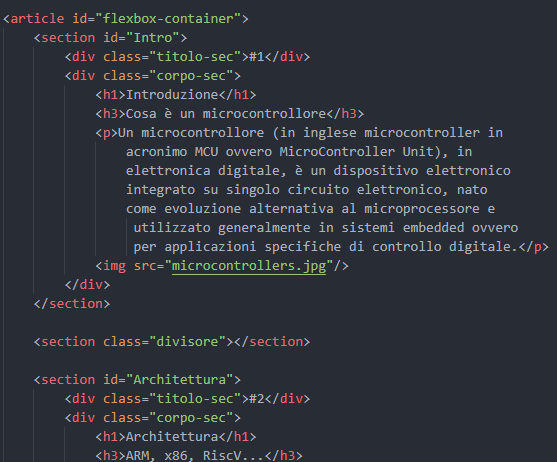 <article id="flexbox-container">
<section id="Intro">
<div class="titolo-sec">#1</div>
<div class="corpo-sec">
<h1>Introduzione</h1>
<h3>Cosa è un microcontrollore</h3>
<p>Un microcontrollore (in inglese microcontroller in
acronimo MCU ovvero MicroController Unit), in
elettronica digitale, è un dispositivo elettronico
integrato su singolo circuito elettronico, nato
come evoluzione alternativa al microprocessore e
utilizzato generalmente in sistemi embedded ovvero
per applicazioni specifiche di controllo digitale.</p>
<img src="microcontrollers.jpg"/>
</div>
</section>
<section class="divisore"></section>
<section id="Architettura">
<div class="titolo-sec">#2</div>
<div class="corpo-sec">
<h1>Architettura</h1>
<h3>ARM, x86, RiscV...</h3>